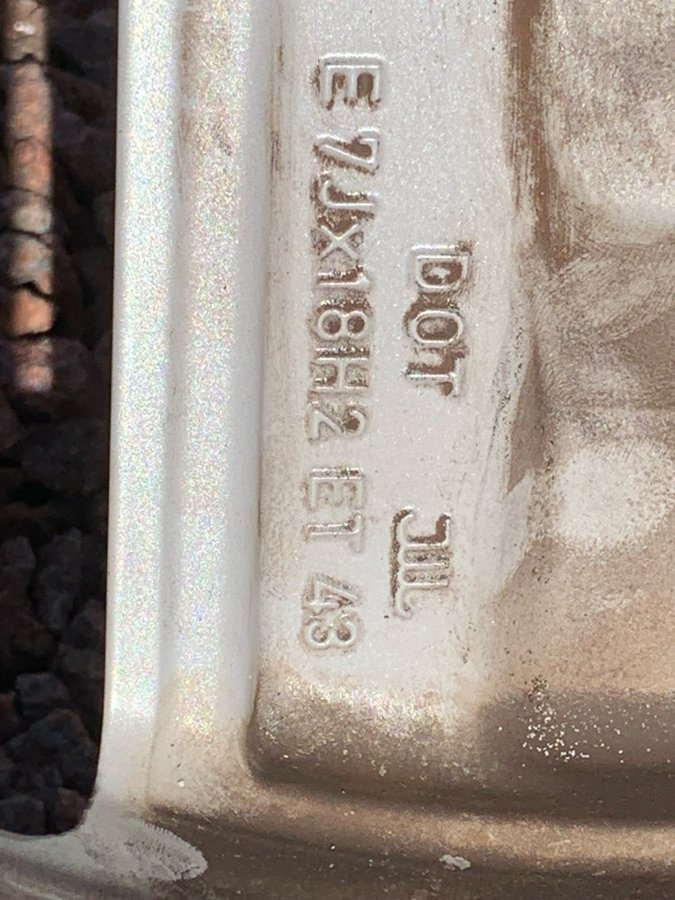 E 7Jx18H2 ET 43
DOT JWL